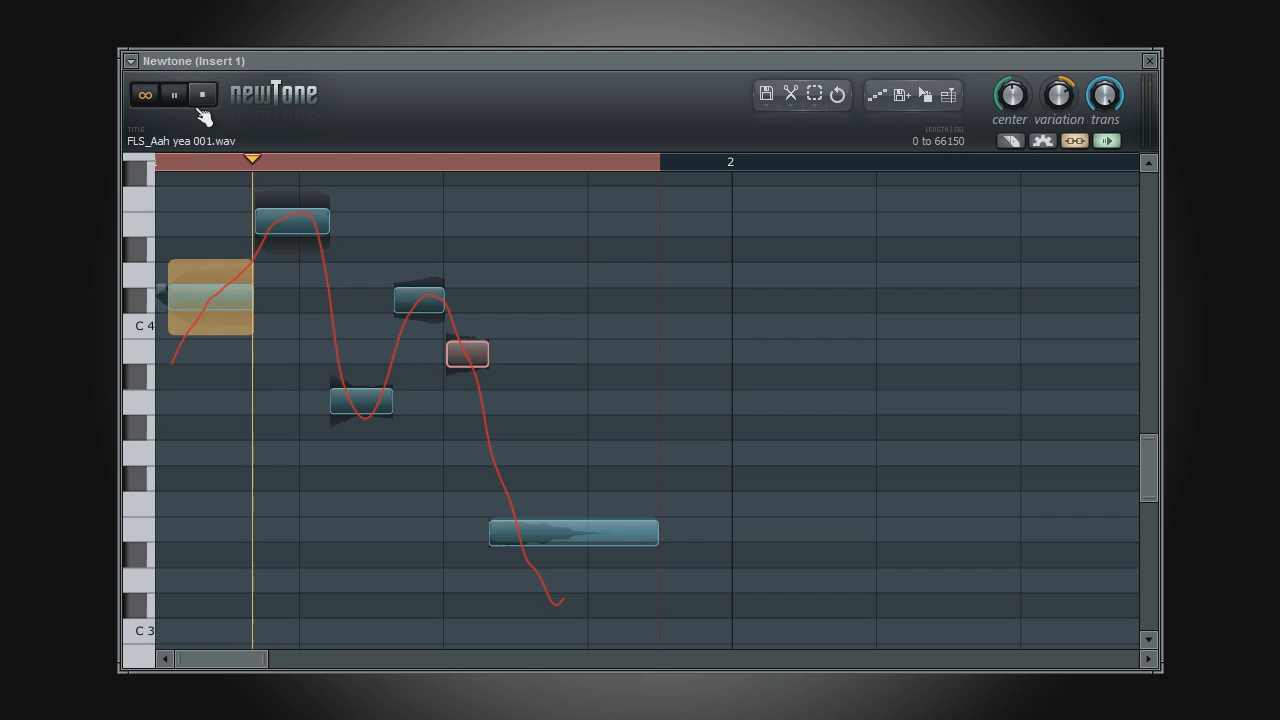 Newtone (Insert 1)
newTone
center variation trans
TITLE
FLS_Aah yea 001.wav
LENGTH / SEL
0 to 66150
2
C 4
C 3